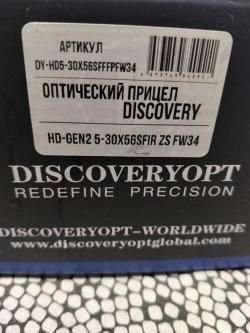 АРТИКУЛ
DY-HD5-30X56SFFFPFW34
ОПТИЧЕСКИЙ ПРИЦЕЛ
DISCOVERY
HD-GEN2 5-30X56SFIR ZS FW34
DISCOVERYOPT
REDEFINE PRECISION
DISCOVERYOPT-WORLDWIDE
www.discoveryoptglobal.com